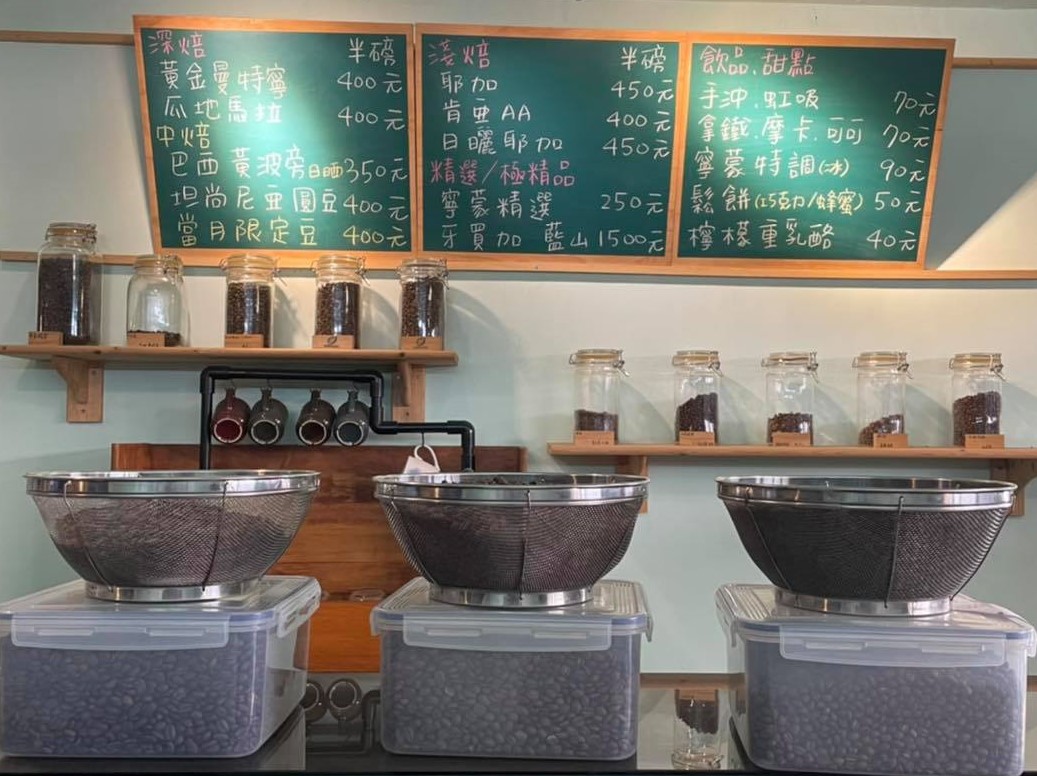 深焙 半磅
黃金曼特寧 400元
瓜地馬拉 400元
中焙
巴西 黃波旁日晒350元
坦尚尼亜圓豆400元
當月限定豆 400元
淺焙 半磅
耶加 450元
肯亜AA 400元
日曬耶加 450元
精選/極精品
寧蒙精選 250元
牙買加 藍山1500元
飲品.甜點
手沖.虹吸 70元
拿鐵.摩卡.可可 70元
寧蒙特調(冰) 90元
鬆餅(巧克力/蜂蜜) 50元
檸檬重乳酪 40元